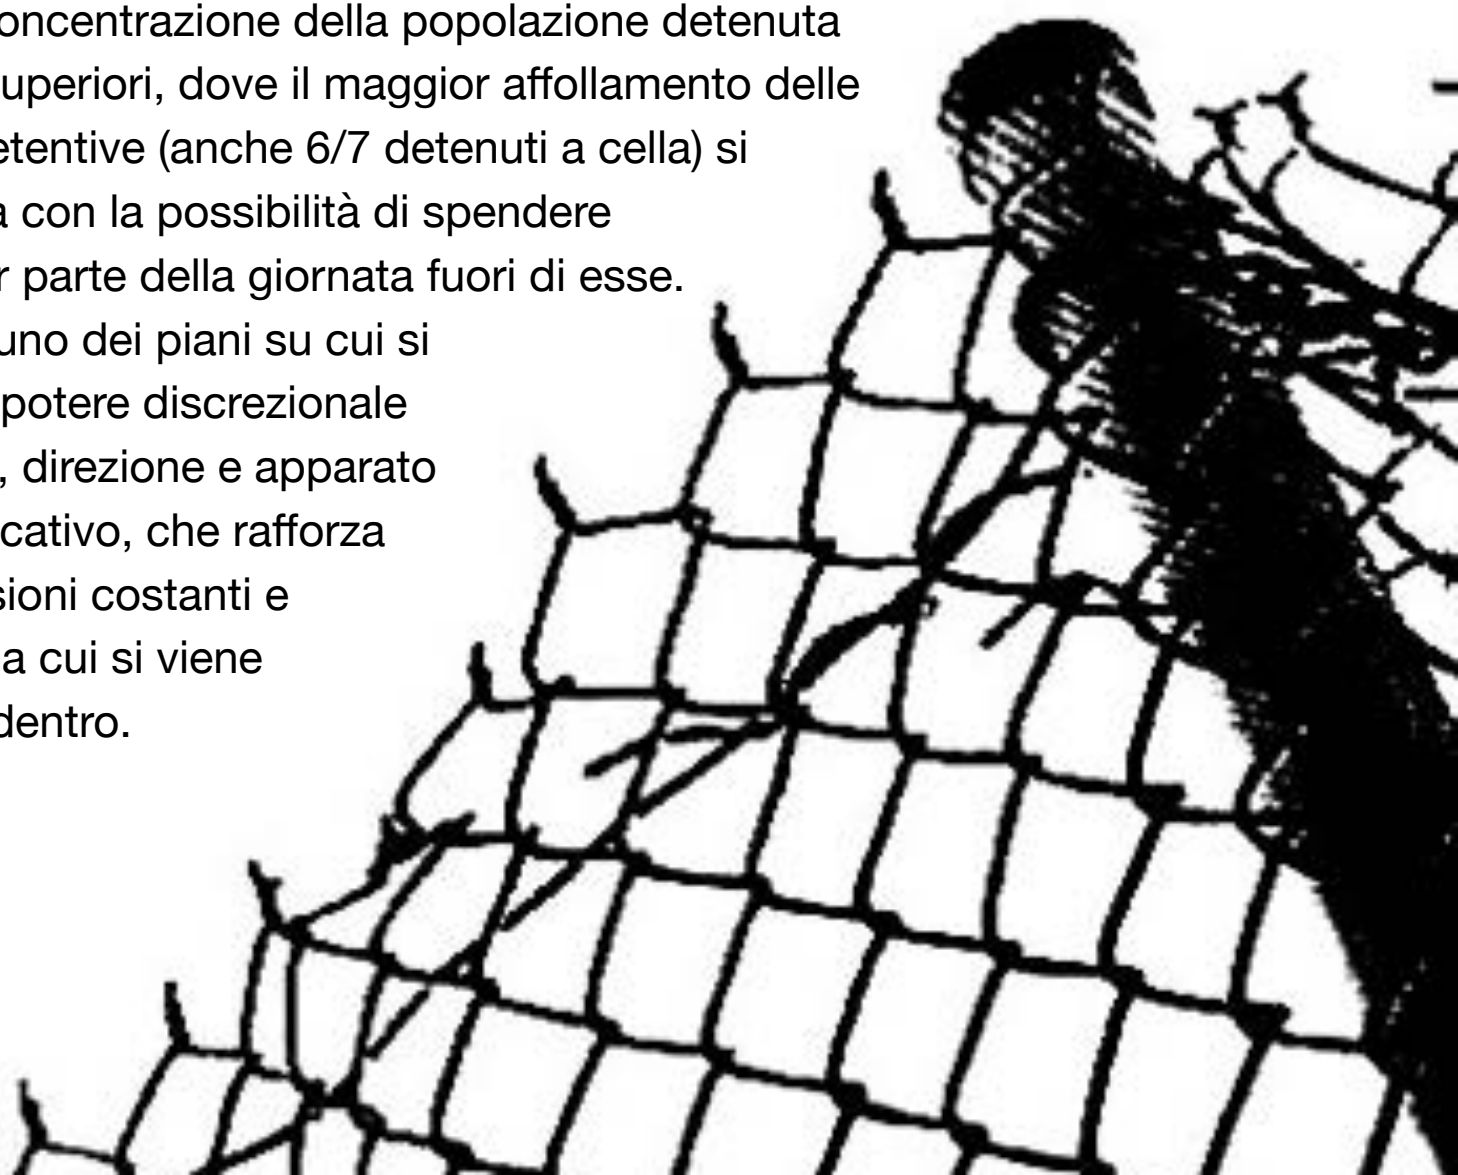 oncentrazione della popolazione detenuta
uperiori, dove il maggior affollamento delle
etentive (anche 6/7 detenuti a cella) si
a con la possibilità di spendere
r parte della giornata fuori di esse.
uno dei piani su cui si
potere discrezionale
, direzione e apparato
cativo, che rafforza
sioni costanti e
a cui si viene
dentro.